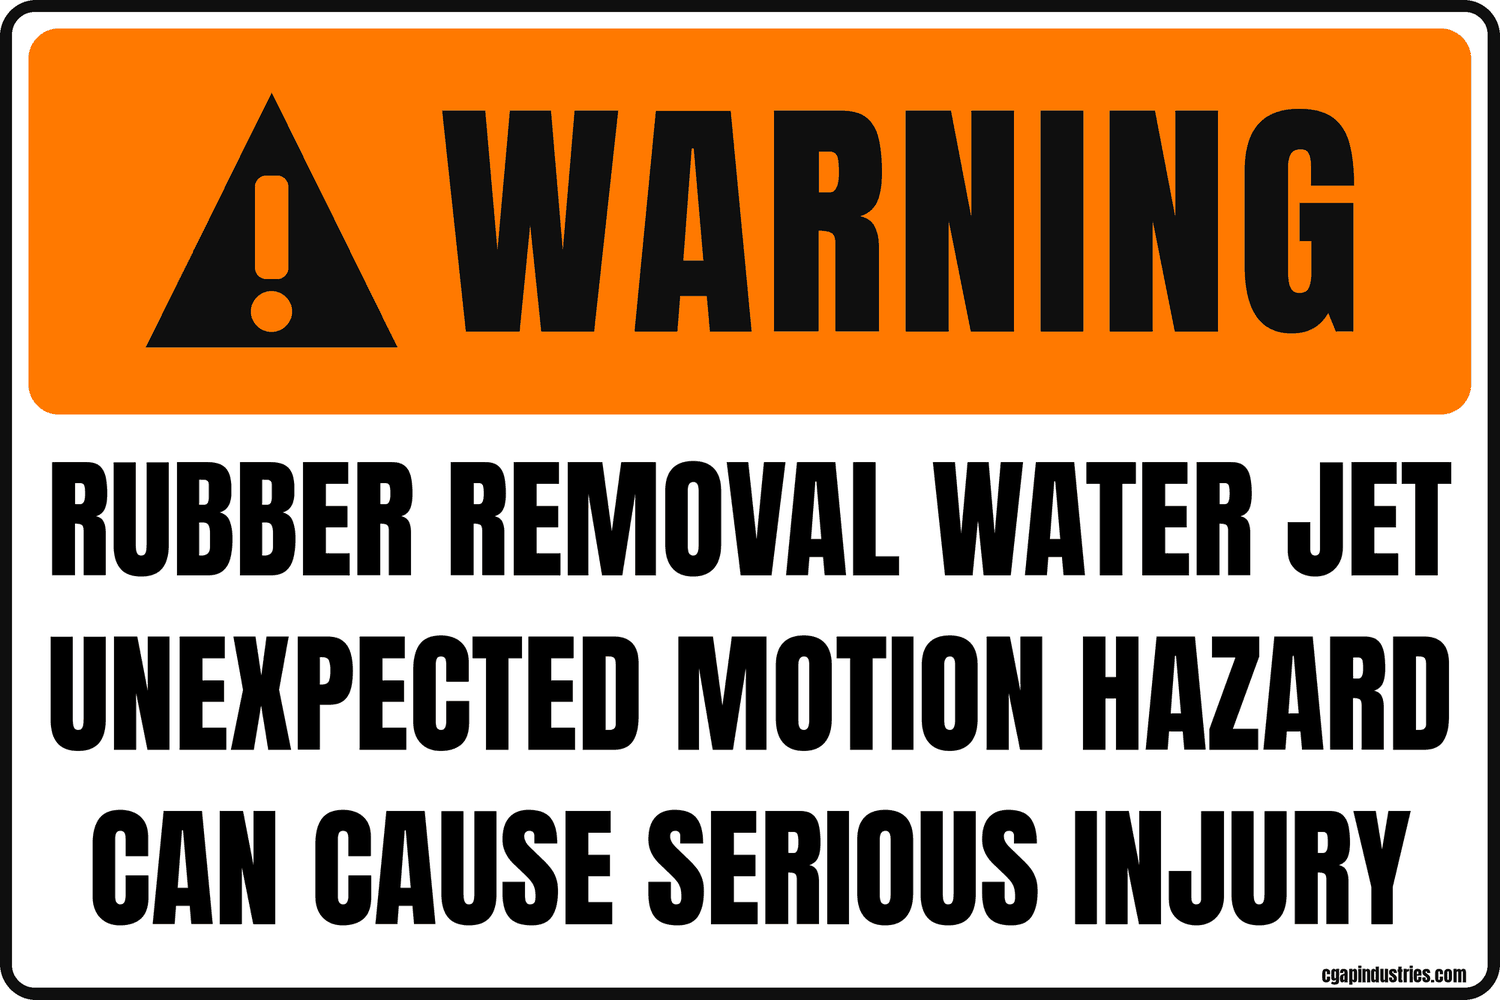 WARNING
RUBBER REMOVAL WATER JET
UNEXPECTED MOTION HAZARD
CAN CAUSE SERIOUS INJURY
cgapindustries.com